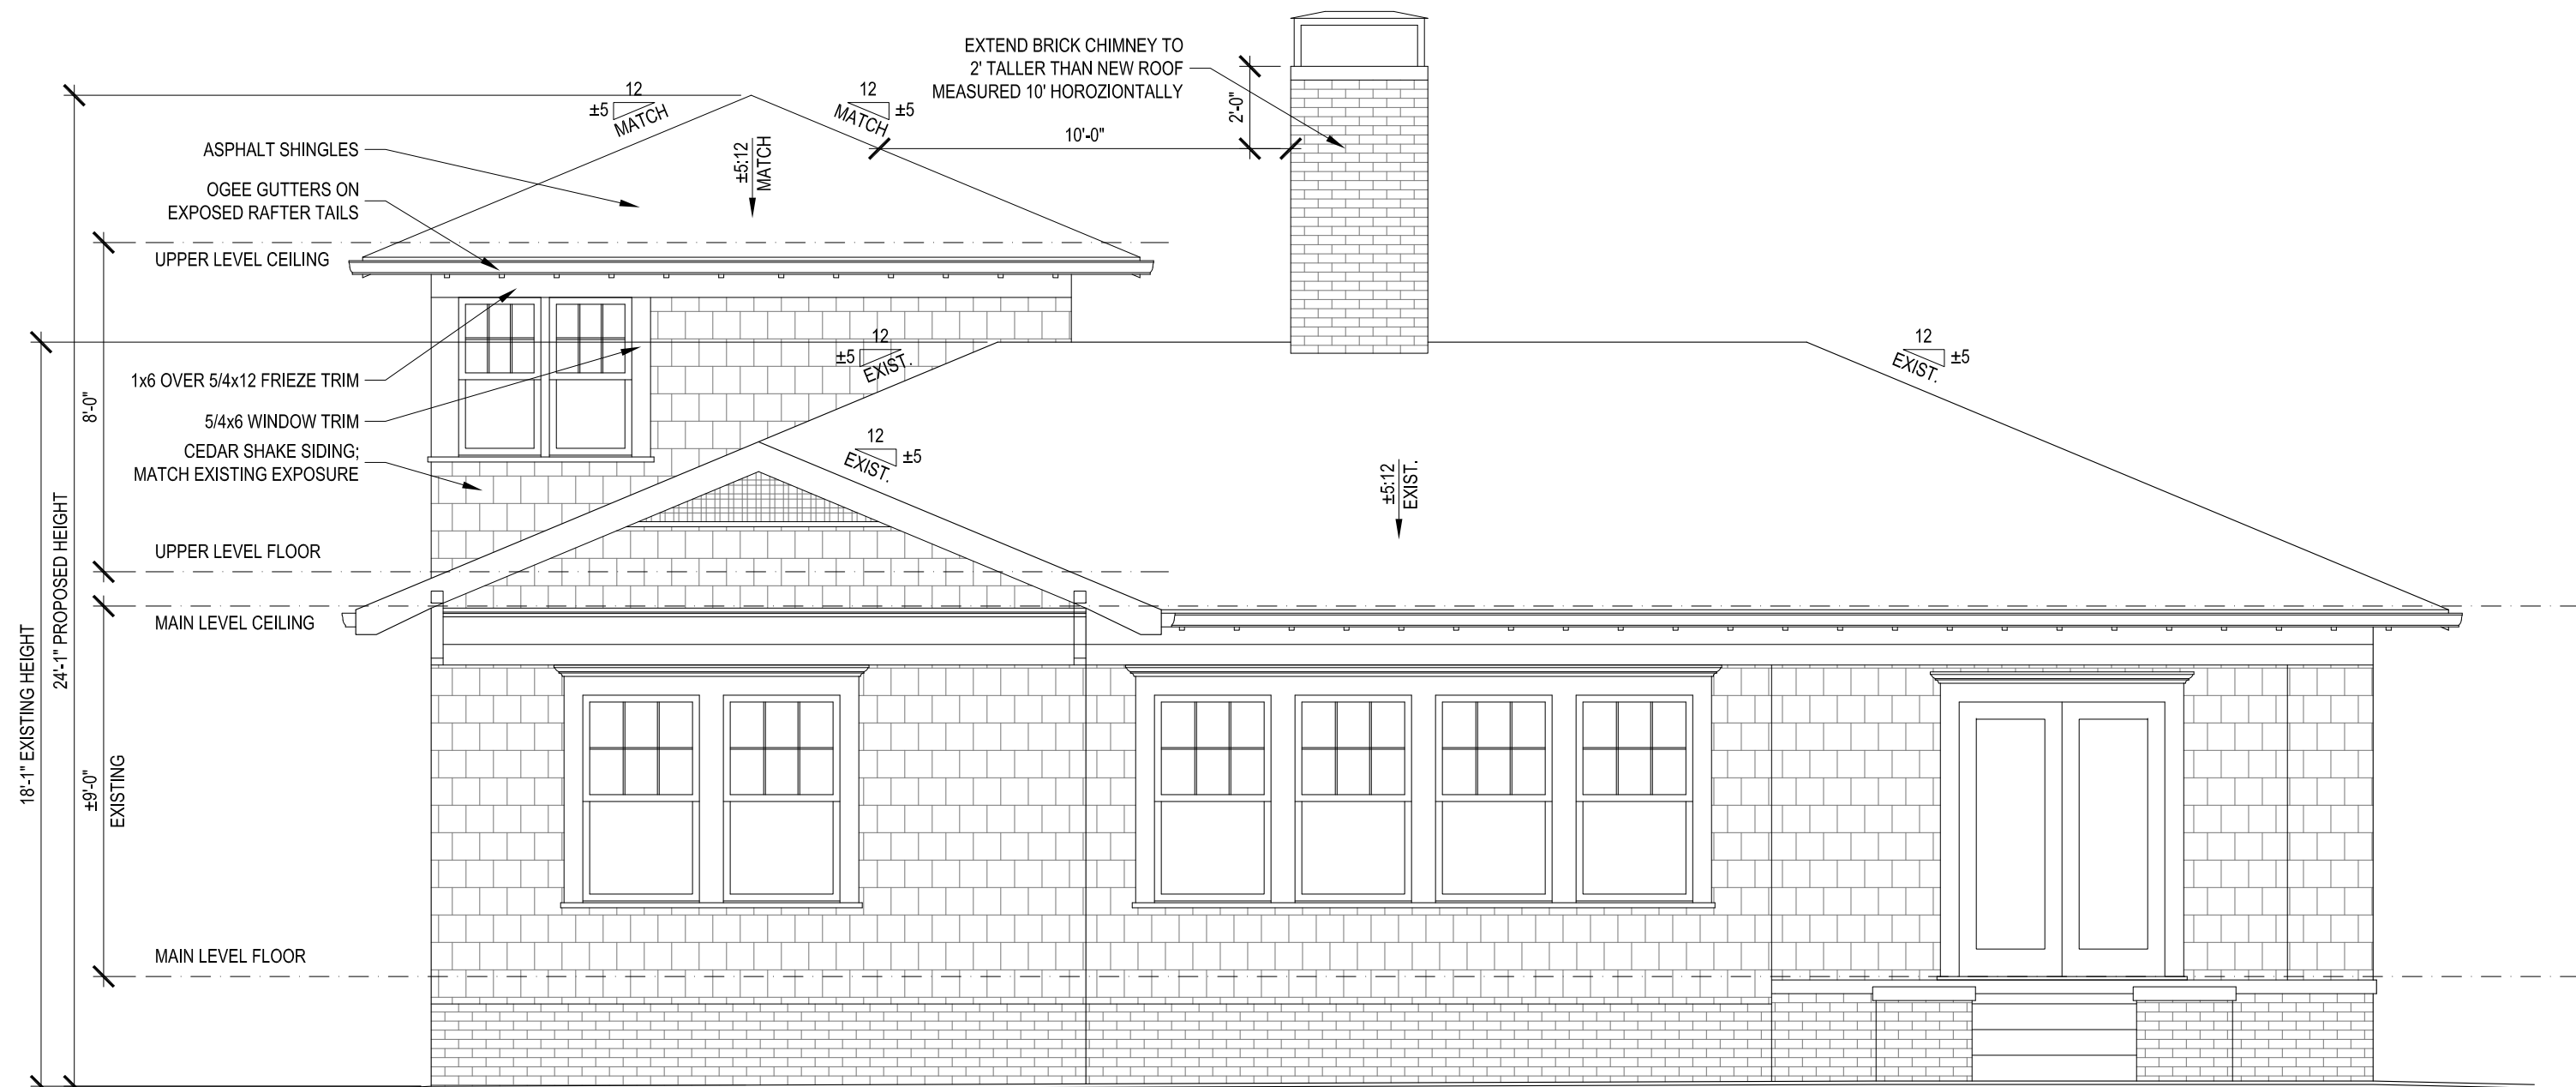 EXTEND BRICK CHIMNEY TO
2' TALLER THAN NEW ROOF
MEASURED 10' HOROZIONTALLY
2'-0"
10'-0"
12
±5
MATCH
12
±5
MATCH
±5:12
MATCH
ASPHALT SHINGLES
OGEE GUTTERS ON
EXPOSED RAFTER TAILS
UPPER LEVEL CEILING
1x6 OVER 5/4x12 FRIEZE TRIM
5/4x6 WINDOW TRIM
CEDAR SHAKE SIDING;
MATCH EXISTING EXPOSURE
8'-0"
12
±5
EXIST.
12
±5
EXIST.
12
±5
EXIST.
±5:12
EXIST.
UPPER LEVEL FLOOR
MAIN LEVEL CEILING
18'-1" EXISTING HEIGHT
24'-1" PROPOSED HEIGHT
±9'-0"
EXISTING
MAIN LEVEL FLOOR